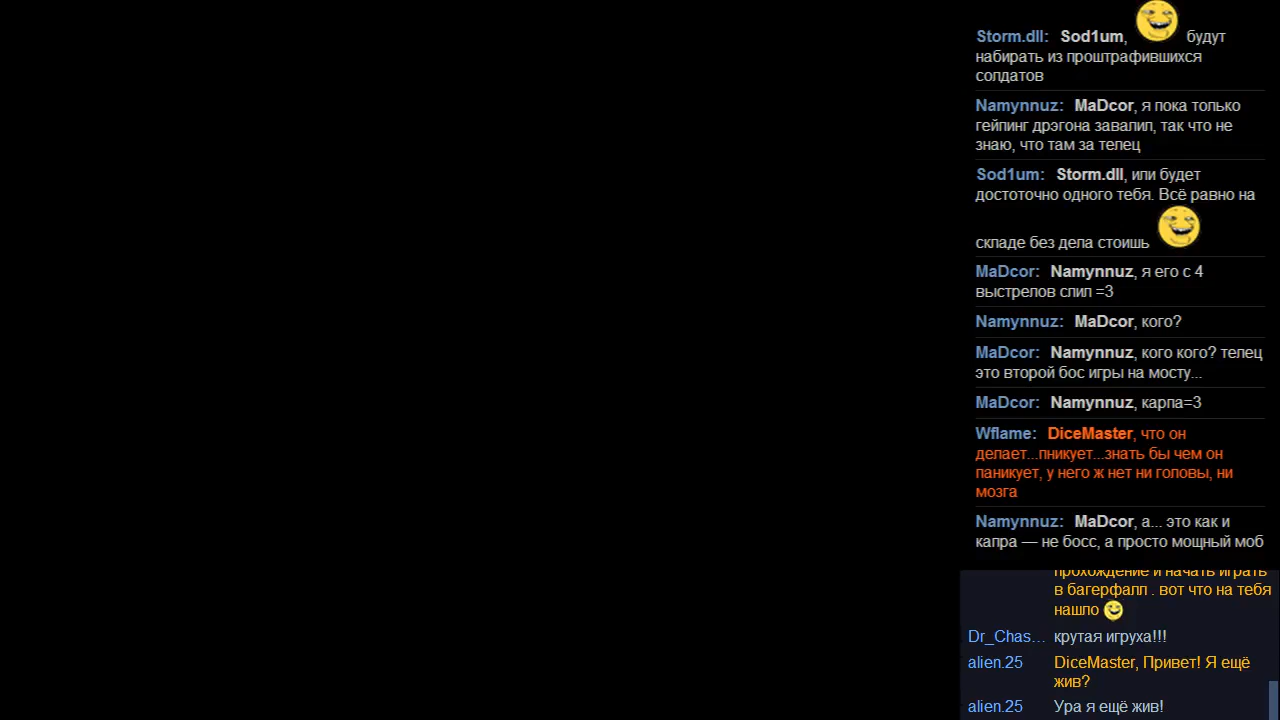 Storm.dll: Sod1um, будут
набирать из проштрафившихся
солдатов
Namynnuz: MaDcor, я пока только
гейпинг дрэгона завалил, так что не
знаю, что там за телец
Sod1um: Storm.dll, или будет
достоточно одного тебя. Всё равно на
складе без дела стоишь
MaDcor: Namynnuz, я его с 4
выстрелов слил =3
Namynnuz: MaDcor, кого?
MaDcor: Namynnuz, кого кого? телец
это второй бос игры на мосту...
MaDcor: Namynnuz, карпа=3
Wflame: DiceMaster, что он
делает...пникует...знать бы чем он
паникует, у него ж нет ни головы, ни
мозга
Namynnuz: MaDcor, а... это как и
капра — не босс, а просто мощный моб
прохождение и начать играть
в багерфалл . вот что на тебя
нашло
Dr_Chas... крутая игруха!!!
alien.25 DiceMaster, Привет! Я ещё
жив?
alien.25 Ура я ещё жив!